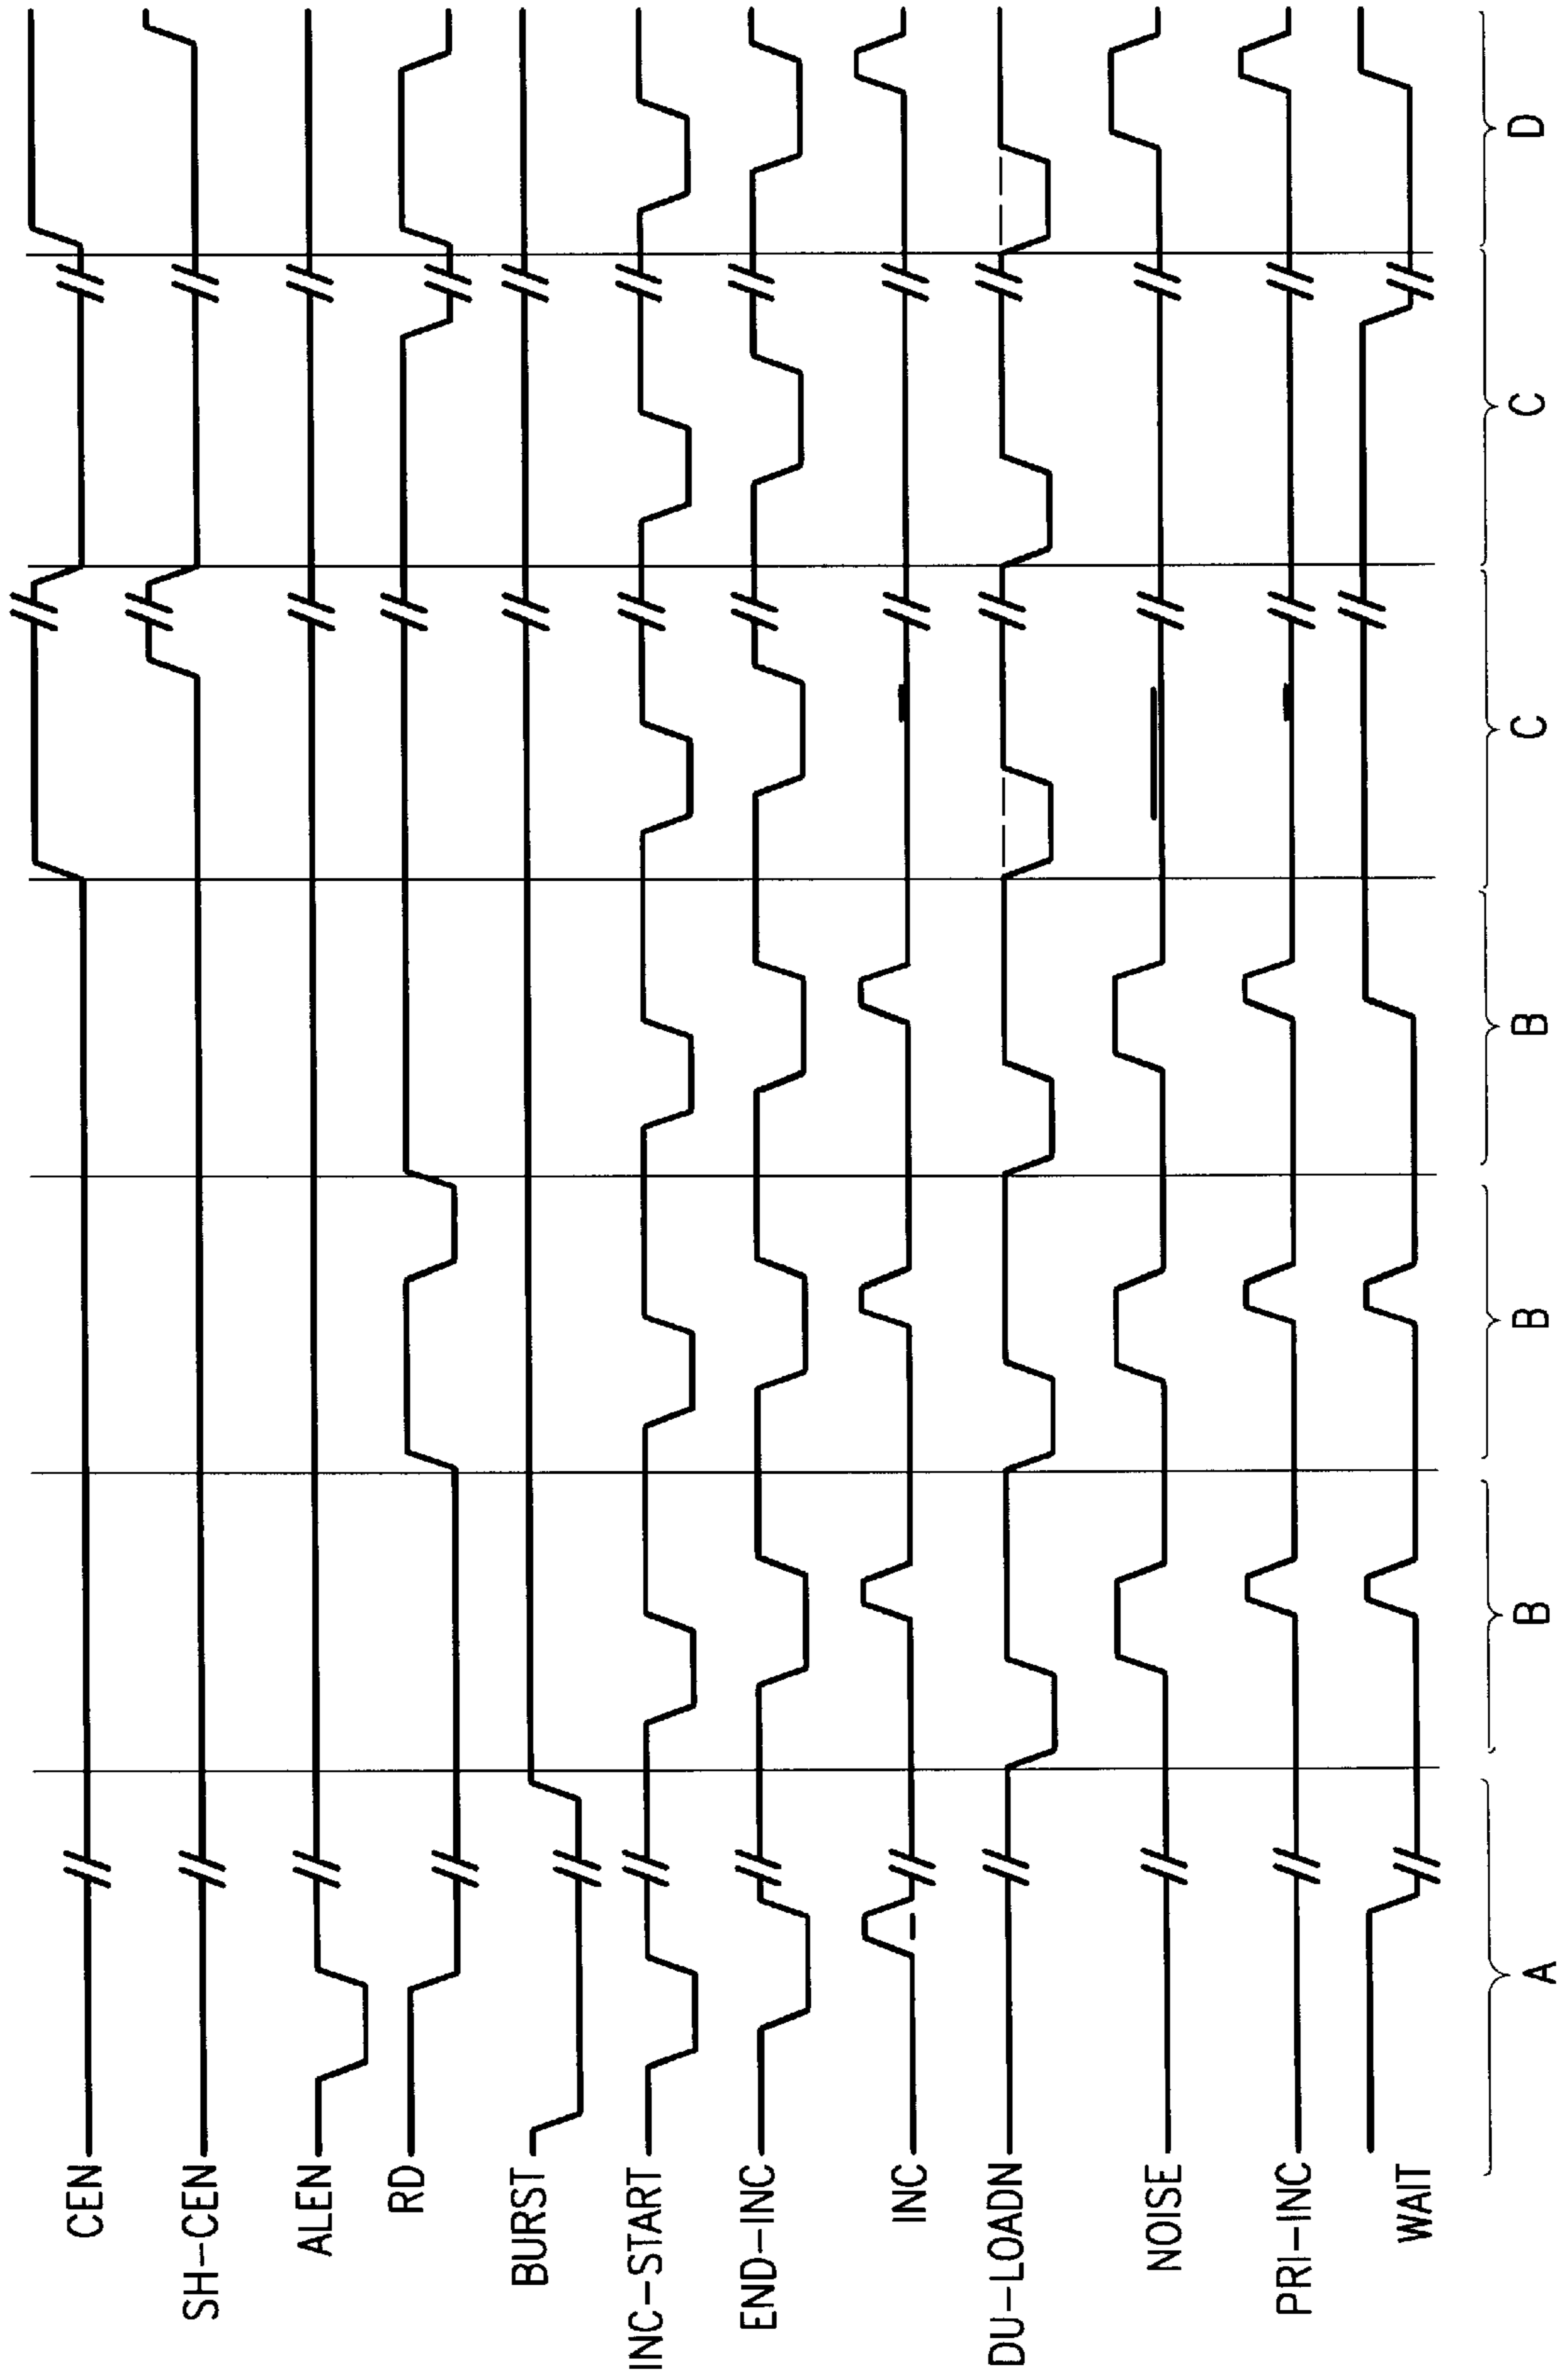 CEN
SH-CEN
ALEN
RD
BURST
INC-START
END-INC
INC
DU-LOADN
NOISE
PRI-INC
WAIT
A
B
B
B
C
C
D